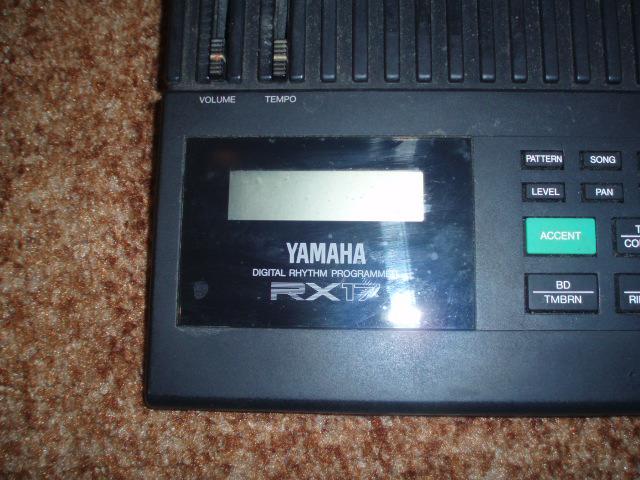 VOLUME TEMPO
PATTERN SONG
LEVEL PAN
ACCENT
YAMAHA
DIGITAL RHYTHM PROGRAMMER
RX17
BD
TMBRN